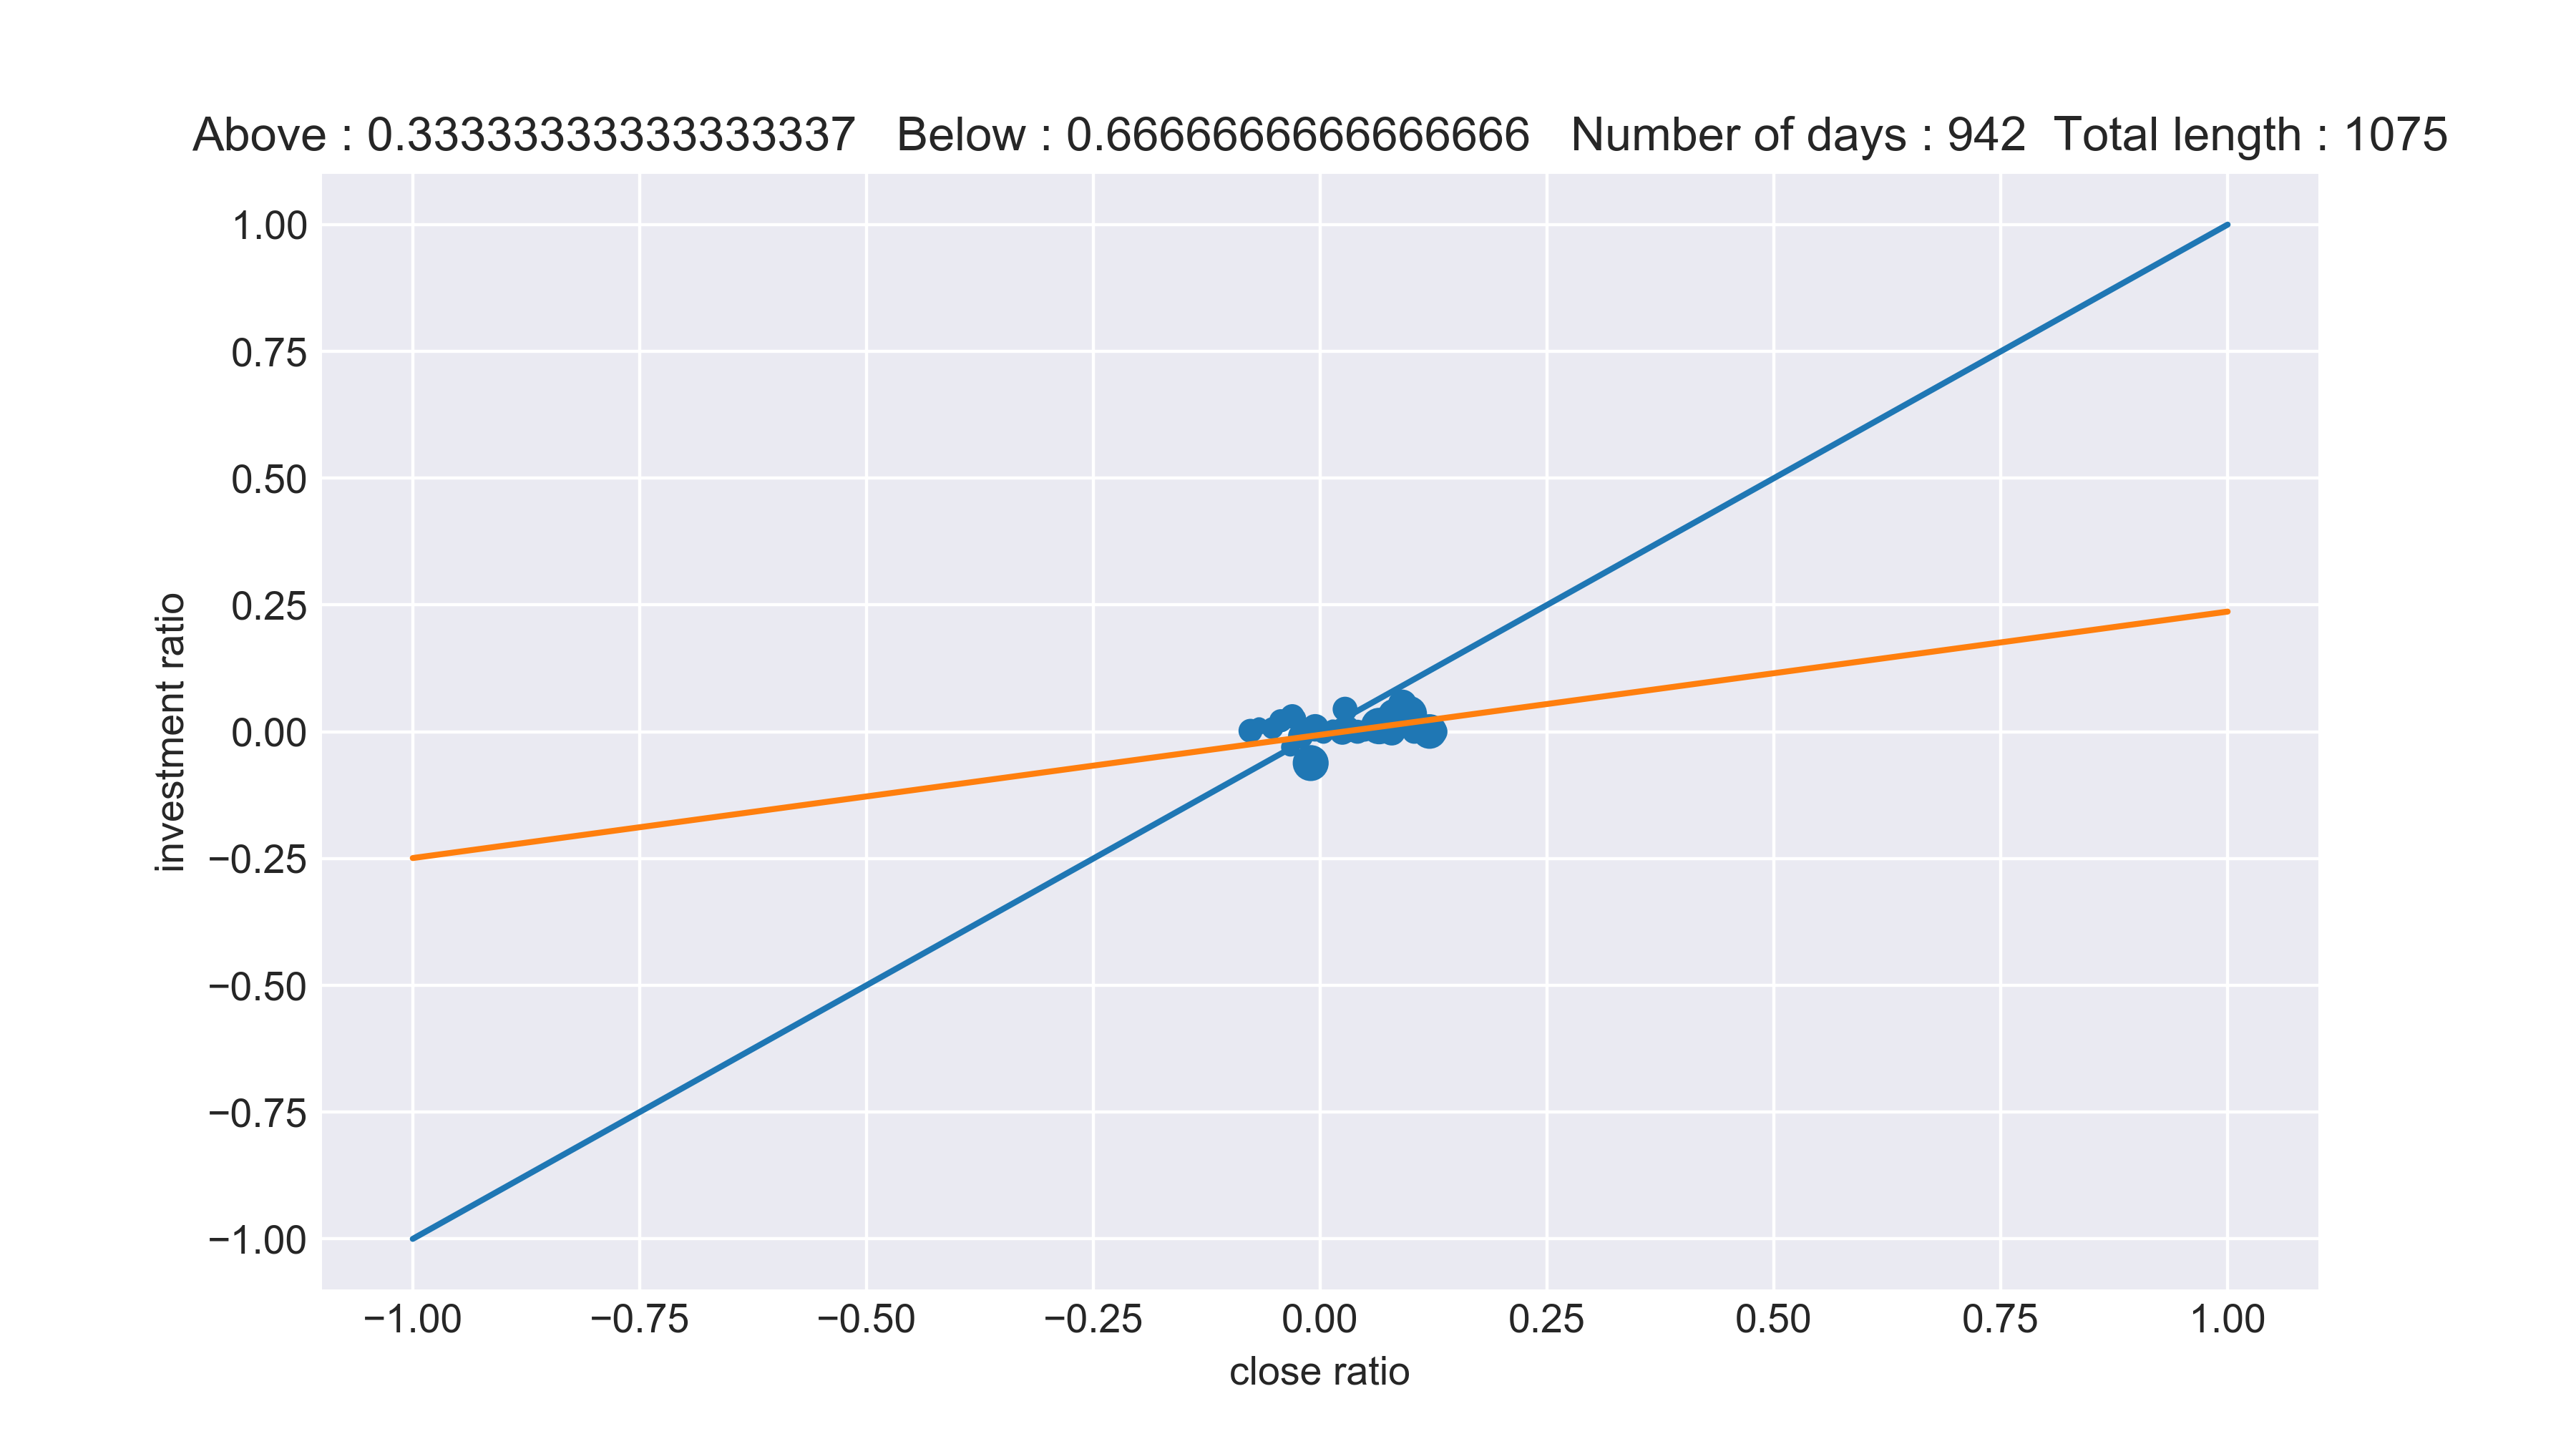 Above : 0.33333333333333337   Below : 0.6666666666666666   Number of days : 942  Total length : 1075
1.00
0.75
0.50
0.25
0.00
−0.25
−0.50
−0.75
−1.00
investment ratio
−1.00 −0.75 −0.50 −0.25 0.00 0.25 0.50 0.75 1.00
close ratio